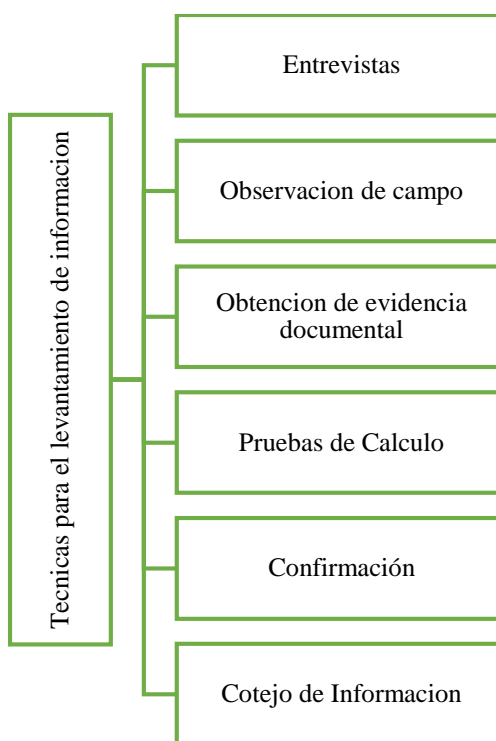 Tecnicas para el levantamiento de informacion
Entrevistas
Observacion de campo
Obtencion de evidencia
documental
Pruebas de Calculo
Confirmación
Cotejo de Informacion